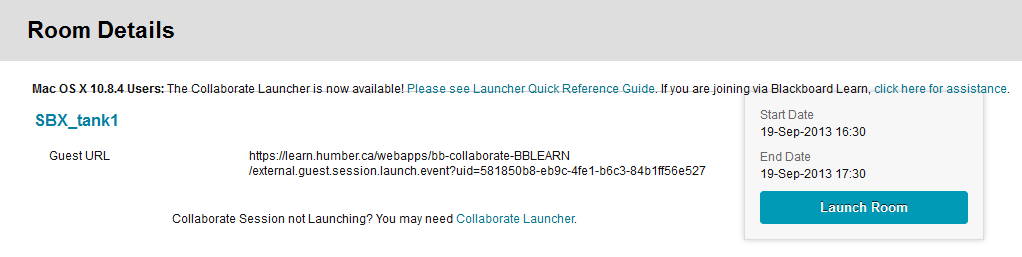 Room Details
Mac OS X 10.8.4 Users: The Collaborate Launcher is now available! Please see Launcher Quick Reference Guide. If you are joining via Blackboard Learn, click here for assistance.
SBX_tank1
Guest URL
https://learn.humber.ca/webapps/bb-collaborate-BBLEARN
/external.guest.session.launch.event?uid=581850b8-eb9c-4fe1-b6c3-84b1ff56e527
Collaborate Session not Launching? You may need Collaborate Launcher.
Start Date
19-Sep-2013 16:30
End Date
19-Sep-2013 17:30
Launch Room